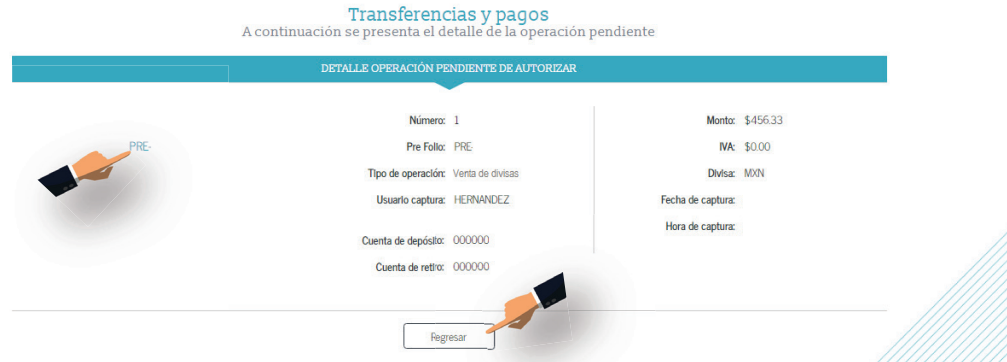 Transferencias y pagos
A continuación se presenta el detalle de la operación pendiente
DETALLE OPERACIÓN PENDIENTE DE AUTORIZAR
PRE-
Número: 1
Pre Folio: PRE-
Tipo de operación: Venta de divisas
Usuario captura: HERNANDEZ
Cuenta de depósito: 000000
Cuenta de retiro: 000000
Monto: $456.33
IVA: $0.00
Divisa: MXN
Fecha de captura:
Hora de captura:
Regresar